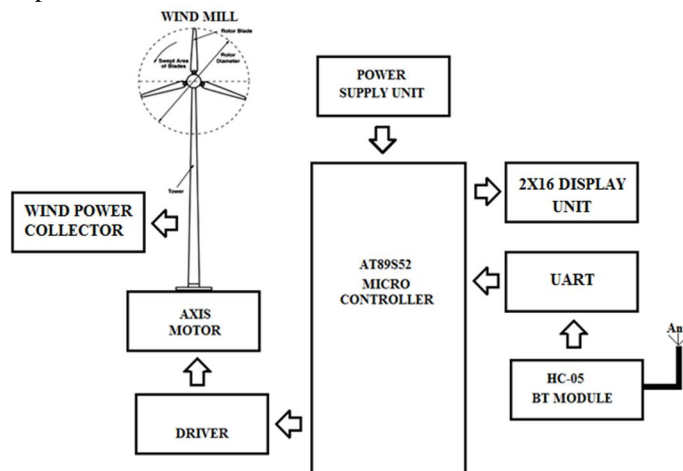 WIND MILL
Rotor Blade
Swept Area
of Blades
Rotor
Diameter
Tower
WIND POWER
COLLECTOR
AXIS
MOTOR
DRIVER
POWER
SUPPLY UNIT
AT89S52
MICRO
CONTROLLER
2X16 DISPLAY
UNIT
UART
HC-05
BT MODULE
An